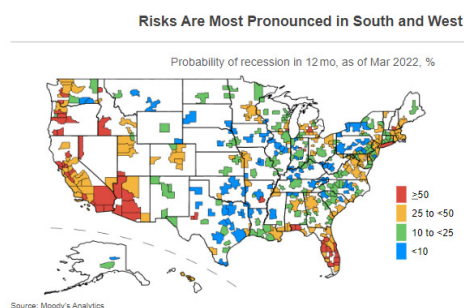 Risks Are Most Pronounced in South and West
Probability of recession in 12 mo, as of Mar 2022, %
≥50
25 to <50
10 to <25
<10
Source: Moody's Analytics